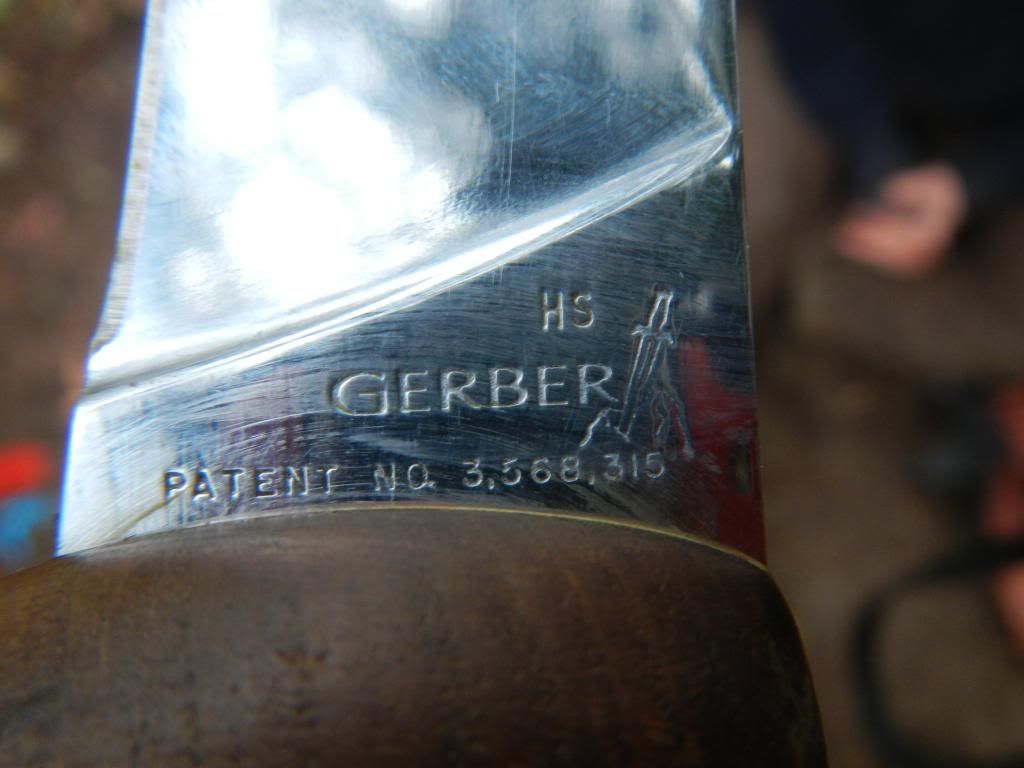 HS
GERBER
PATENT NO. 3,568,315